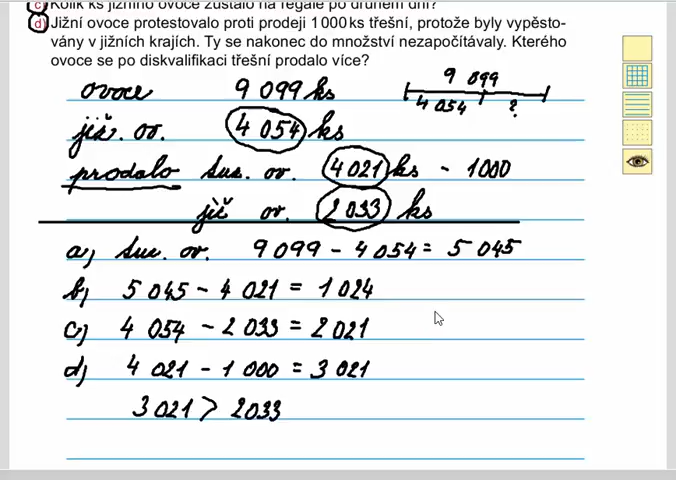 c) Kolik ks jižního ovoce zůstalo na regále po druhém dni?
d) Jižní ovoce protestovalo proti prodeji 1 000 ks třešní, protože byly vypěsto-
vány v jižních krajích. Ty se nakonec do množství nezapočítávaly. Kterého
ovoce se po diskvalifikaci třešní prodalo více?
ovoce 9 099 ks
9 099
4 054 ?
již. ov. 4 054 ks
prodalo suc. ov. 4 021 ks - 1000
již ov. 2 033 ks
a) suc. ov. 9 099 - 4 054 = 5 045
b) 5 045 - 4 021 = 1 024
c) 4 054 - 2 033 = 2 021
d) 4 021 - 1 000 = 3 021
3 021 > 2033